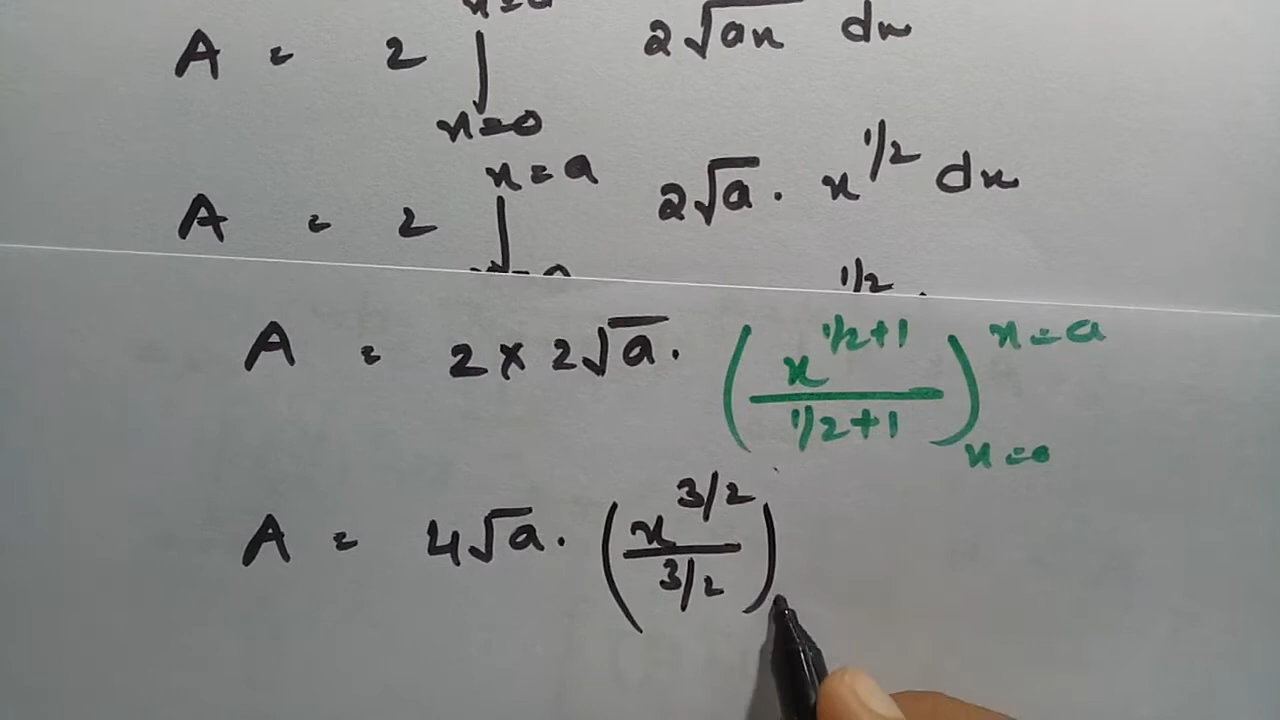 x=a
A = 2 ∫ 2√ax dx
x=0
x=a
A = 2 ∫ 2√a · x^1/2 dx
A = 2 × 2√a · (x^1/2+1 / 1/2+1) x=a x=0
A = 4√a · (x^3/2 / 3/2)